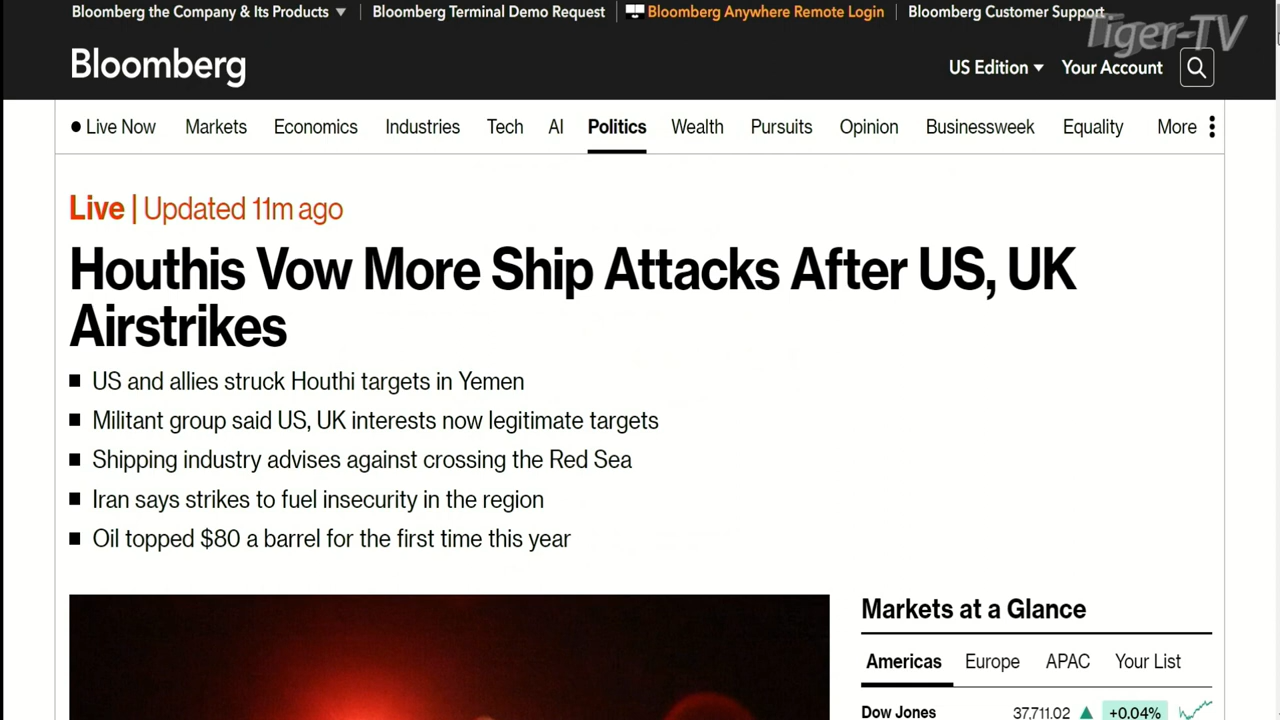 Bloomberg the Company & Its Products
Bloomberg Terminal Demo Request
Bloomberg Anywhere Remote Login
Bloomberg Customer Support
Tiger-TV
Bloomberg
US Edition
Your Account
Live Now
Markets
Economics
Industries
Tech
AI
Politics
Wealth
Pursuits
Opinion
Businessweek
Equality
More
Live | Updated 11m ago
Houthis Vow More Ship Attacks After US, UK
Airstrikes
US and allies struck Houthi targets in Yemen
Militant group said US, UK interests now legitimate targets
Shipping industry advises against crossing the Red Sea
Iran says strikes to fuel insecurity in the region
Oil topped $80 a barrel for the first time this year
Markets at a Glance
Americas
Europe
APAC
Your List
Dow Jones
37,711.02
+0.04%